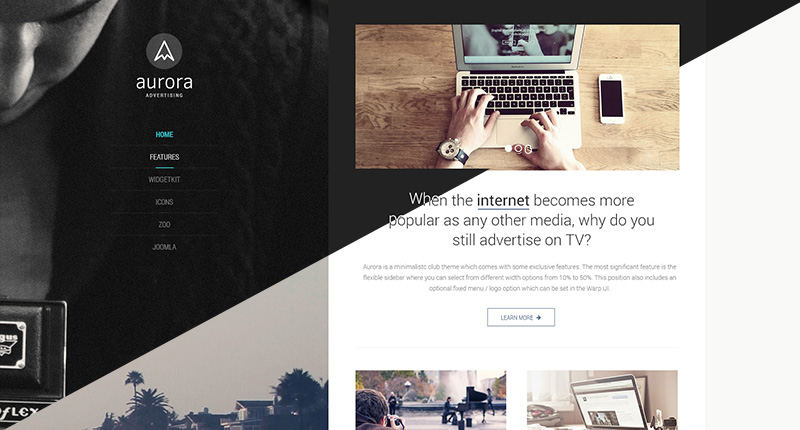 aurora
ADVERTISING
HOME
FEATURES
WIDGETKIT
ICONS
ZOO
JOOMLA
When the internet becomes more
popular as any other media, why do you
still advertise on TV?
Aurora is a minimalistc club theme which comes with some exclusive features. The most significant feature is the
flexible sidebar where you can select from different width options from 10% to 50%. This position also includes an
optional fixed menu / logo option which can be set in the Warp UI.
LEARN MORE